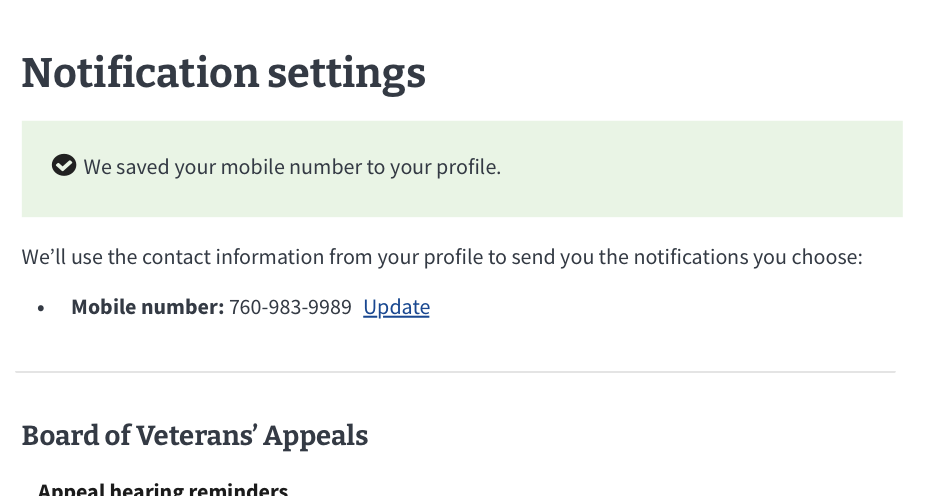 Notification settings
We saved your mobile number to your profile.
We’ll use the contact information from your profile to send you the notifications you choose:
• Mobile number: 760-983-9989 Update
Board of Veterans’ Appeals
Appeal hearing reminders